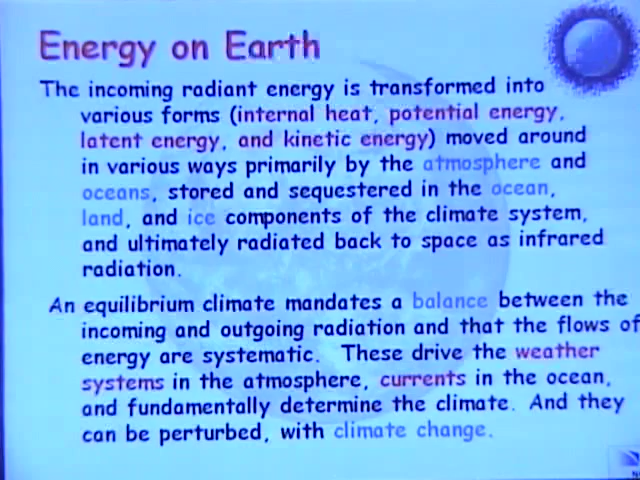 Energy on Earth
The incoming radiant energy is transformed into
various forms (internal heat, potential energy,
latent energy, and kinetic energy) moved around
in various ways primarily by the atmosphere and
oceans, stored and sequestered in the ocean,
land, and ice components of the climate system,
and ultimately radiated back to space as infrared
radiation.
An equilibrium climate mandates a balance between the
incoming and outgoing radiation and that the flows of
energy are systematic. These drive the weather
systems in the atmosphere, currents in the ocean,
and fundamentally determine the climate. And they
can be perturbed, with climate change.